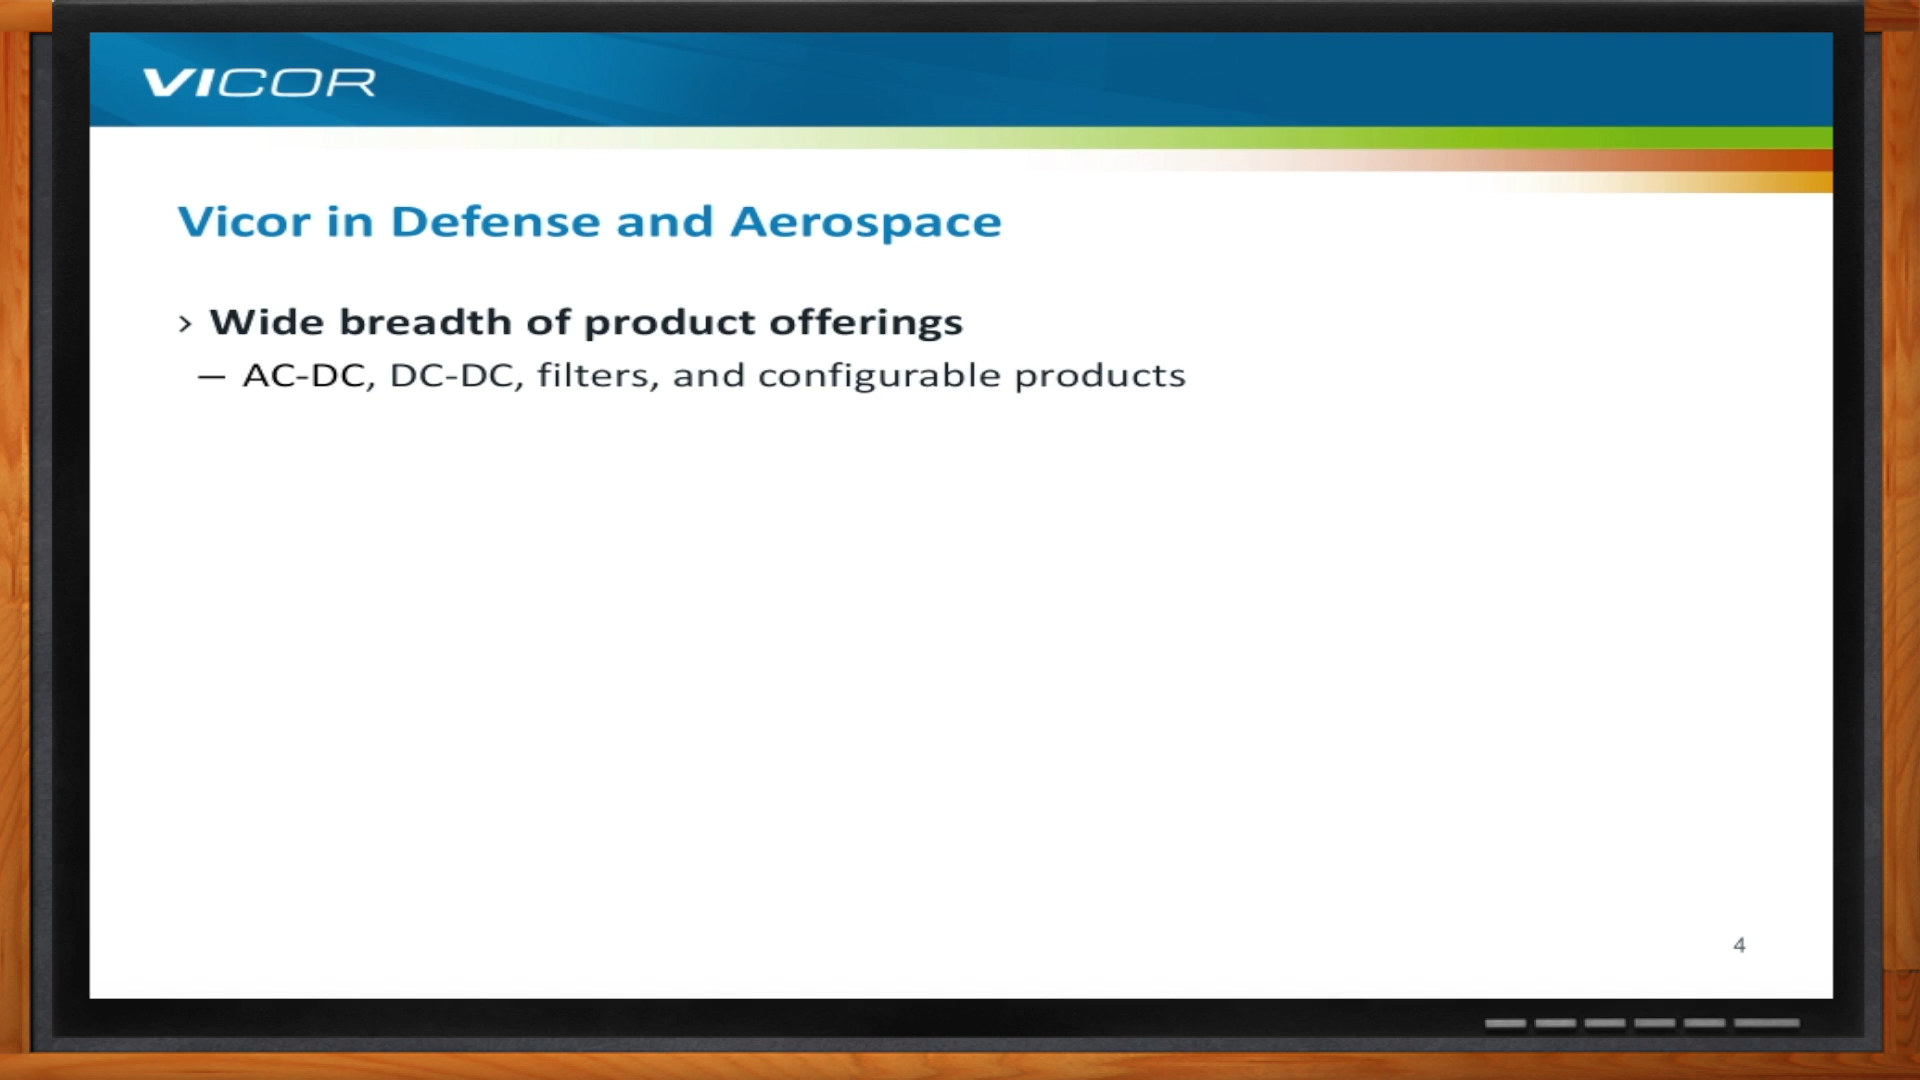 VICOR
Vicor in Defense and Aerospace
› Wide breadth of product offerings
– AC-DC, DC-DC, filters, and configurable products
4